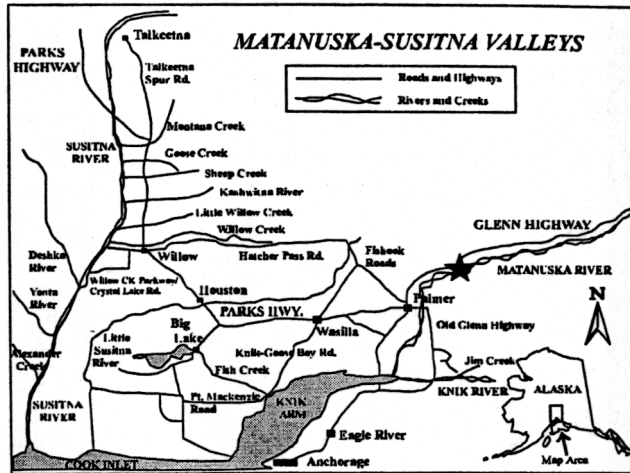 MATANUSKA-SUSITNA VALLEYS
Roads and Highways
Rivers and Creeks
PARKS
HIGHWAY
Talkeetna
Talkeetna
Spur Rd.
Montana Creek
SUSITNA
RIVER
Goose Creek
Sheep Creek
Kashwitna River
Little Willow Creek
Willow Creek
Willow
Hatcher Pass Rd.
Fishook
Roads
GLENN HIGHWAY
MATANUSKA RIVER
Deshka
River
Willow CK Parkway/
Crystal Lake Rd.
Yenta
River
Houston
PARKS HWY.
Palmer
N
Big
Lake
Wasilla
Old Glenn Highway
Little
Susitna
River
Alexander
Creek
Knik-Goose Bay Rd.
Fish Creek
Jim Creek
Pt. Mackenzie
Road
KNIK
ARM
KNIK RIVER
ALASKA
SUSITNA
RIVER
Eagle River
Map Area
COOK INLET
Anchorage